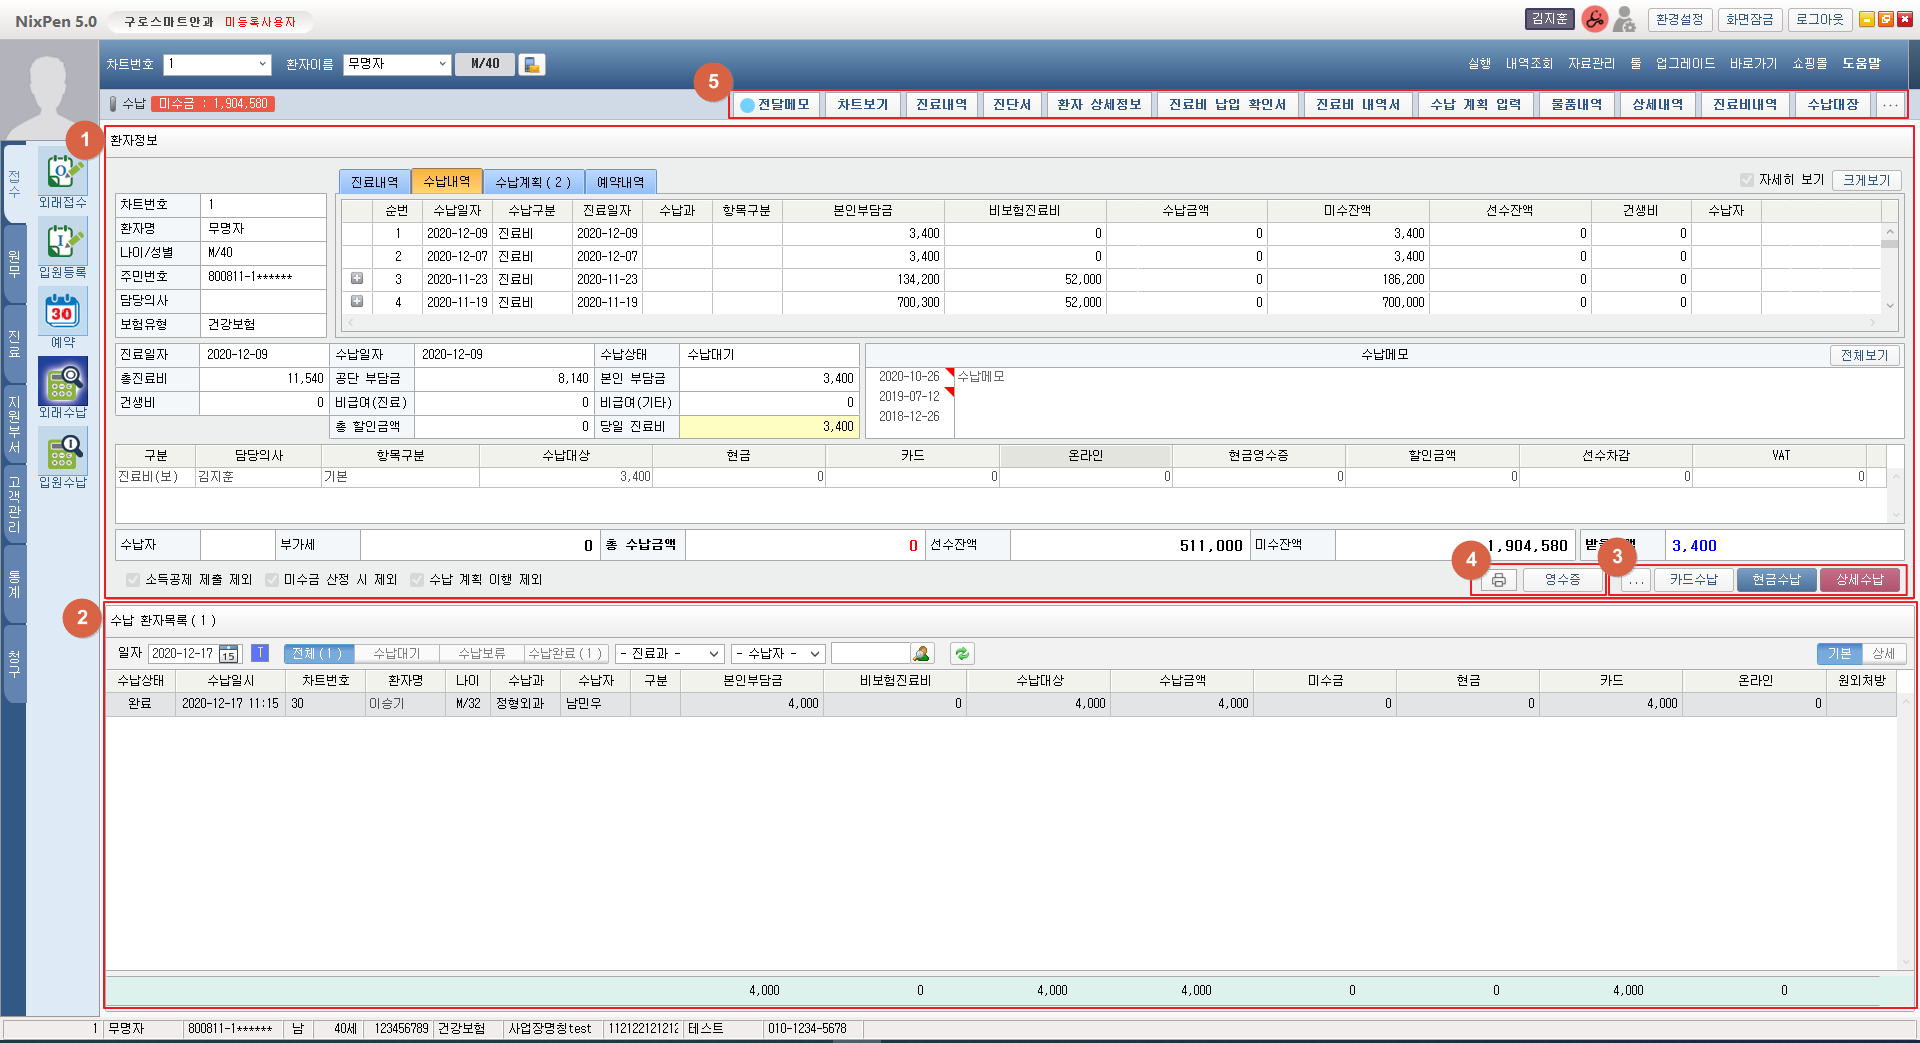 NixPen 5.0 구로스마트안과 미등록사용자 김지훈 환경설정 화면잠금 로그아웃
차트번호 1 환자이름 무명자 M/40 실행 내역조회 자료관리 툴 업그레이드 바로가기 쇼핑몰 도움말
수납 미수금 : 1,904,580 5 전달메모 차트보기 진료내역 진단서 환자 상세정보 진료비 납입 확인서 진료비 내역서 수납 계획 입력 물품내역 상세내역 진료비내역 수납대장 ...
접수
원무
진료
지원부서
고객관리
통계
청구
외래접수
입원등록
30
예약
외래수납
입원수납
1
환자정보
진료내역 수납내역 수납계획 ( 2 ) 예약내역 자세히 보기 크게보기
차트번호 1
환자명 무명자
나이/성별 M/40
주민번호 800811-1******
담당의사
보험유형 건강보험
순번 수납일자 수납구분 진료일자 수납과 항목구분 본인부담금 비보험진료비 수납금액 미수잔액 선수잔액 건생비 수납자
1 2020-12-09 진료비 2020-12-09 3,400 0 0 3,400 0 0
2 2020-12-07 진료비 2020-12-07 3,400 0 0 3,400 0 0
3 2020-11-23 진료비 2020-11-23 134,200 52,000 0 186,200 0 0
4 2020-11-19 진료비 2020-11-19 700,300 52,000 0 700,000 0 0
진료일자 2020-12-09 수납일자 2020-12-09 수납상태 수납대기
총진료비 11,540 공단 부담금 8,140 본인 부담금 3,400
건생비 0 비급여(진료) 0 비급여(기타) 0
총 할인금액 0 당일 진료비 3,400
수납메모 전체보기
2020-10-26 수납메모
2019-07-12
2018-12-26
구분 담당의사 항목구분 수납대상 현금 카드 온라인 현금영수증 할인금액 선수차감 VAT
진료비(보) 김지훈 기본 3,400 0 0 0 0 0 0 0
수납자 부가세 0 총 수납금액 0 선수잔액 511,000 미수잔액 1,904,580 3,400
소득공제 제출 제외 미수금 산정 시 제외 수납 계획 이행 제외 4 영수증 3 ... 카드수납 현금수납 상세수납
2
수납 환자목록 ( 1 )
일자 2020-12-17 15 T 전체 ( 1 ) 수납대기 수납보류 수납완료 ( 1 ) - 진료과 - - 수납자 - 기본 상세
수납상태 수납일시 차트번호 환자명 나이 수납과 수납자 구분 본인부담금 비보험진료비 수납대상 수납금액 미수금 현금 카드 온라인 원외처방
완료 2020-12-17 11:15 30 이승기 M/32 정형외과 남민우 4,000 0 4,000 4,000 0 0 4,000 0
4,000 0 4,000 4,000 0 0 4,000 0
1 무명자 800811-1****** 남 40세 123456789 건강보험 사업장명칭test 테스트 010-1234-5678